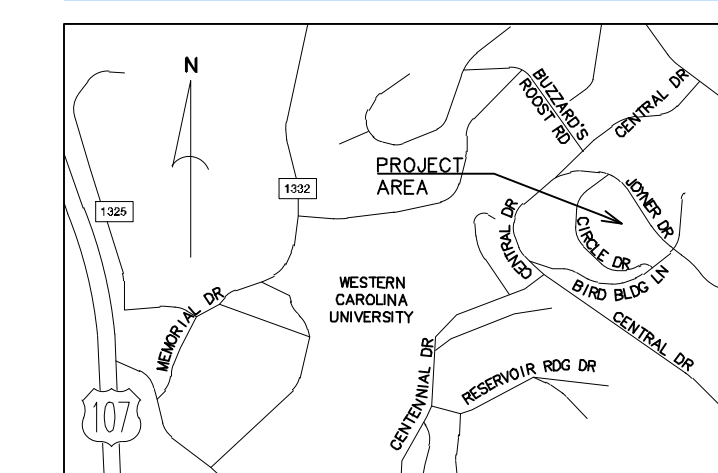 N
BUZZARD'S
ROOST RD
CENTRAL DR
PROJECT
AREA
1332
1325
JOYNER DR
CENTRAL DR
CIRCLE DR
BIRD BLDG LN
WESTERN
CAROLINA
UNIVERSITY
MEMORIAL DR
CENTRAL DR
CENTENNIAL DR
RESERVOIR RDG DR
107